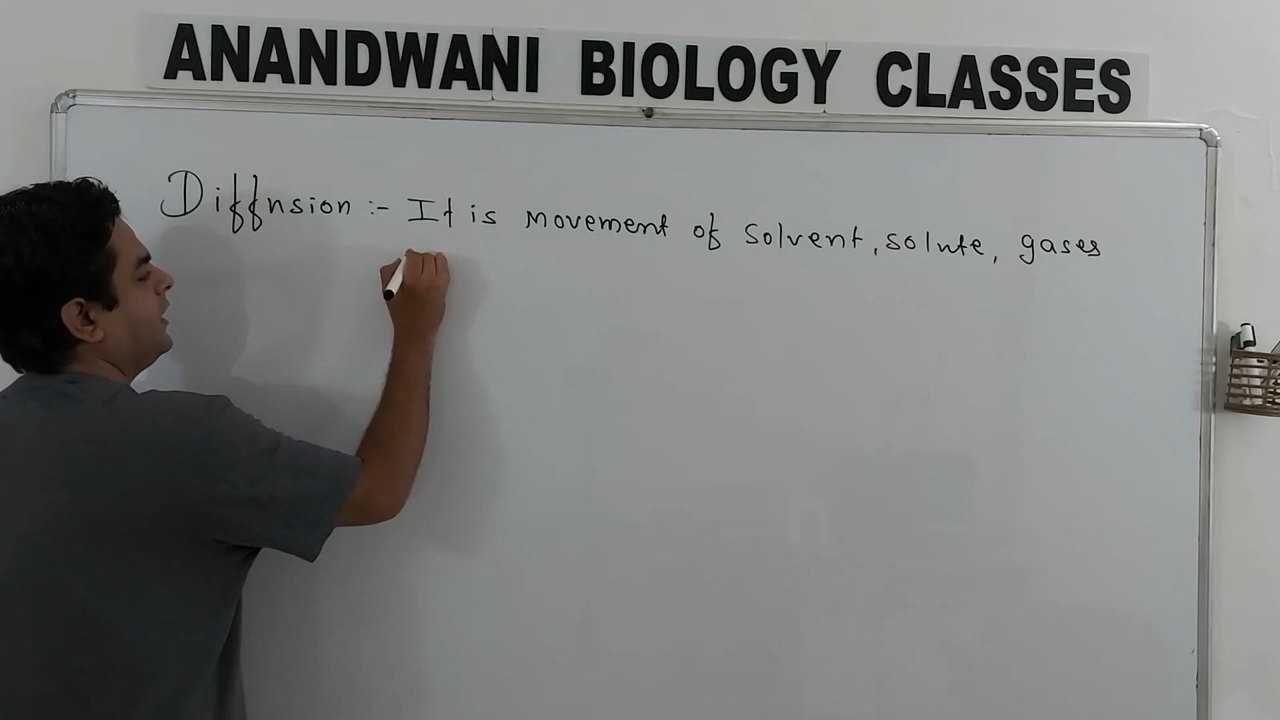 ANANDWANI BIOLOGY CLASSES
Diffusion :- It is movement of solvent, solute, gases